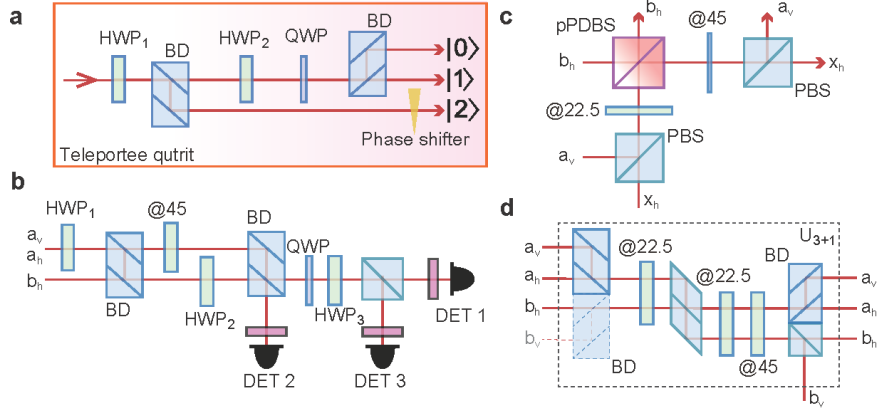 a
HWP1
BD
HWP2
QWP
BD
|0>
|1>
|2>
Phase shifter
Teleportee qutrit
b
HWP1
@45
av
ah
bh
BD
HWP2
BD
QWP
HWP3
DET 1
DET 2
DET 3
c
bh
pPDBS
@45
av
bh
xh
PBS
@22.5
PBS
av
xh
d
U3+1
av
@22.5
BD
ah
@22.5
av
bh
ah
bv
bh
BD
@45
bv